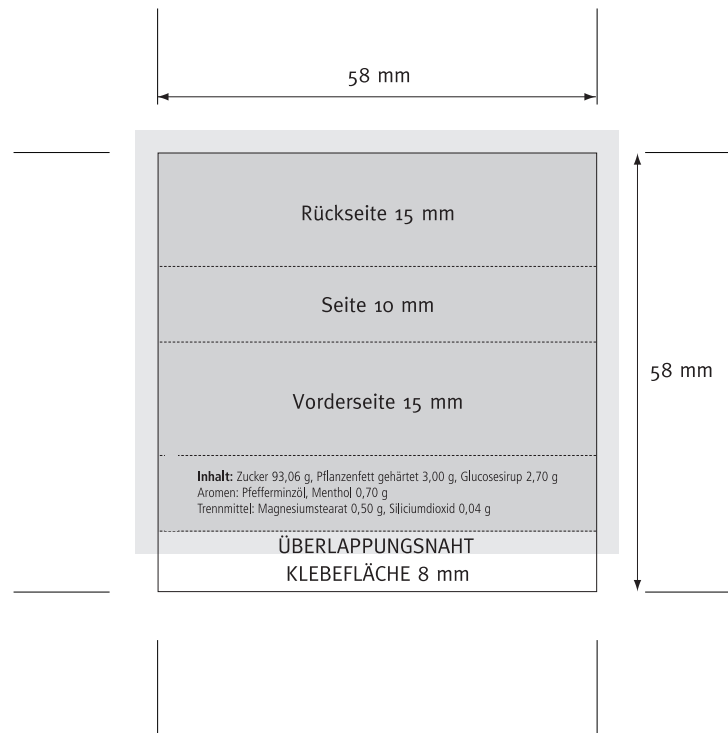 58 mm
Rückseite 15 mm
Seite 10 mm
58 mm
Vorderseite 15 mm
Inhalt: Zucker 93,06 g, Pflanzenfett gehärtet 3,00 g, Glucosesirup 2,70 g
Aromen: Pfefferminzöl, Menthol 0,70 g
Trennmittel: Magnesiumstearat 0,50 g, Siliciumdioxid 0,04 g
ÜBERLAPPUNGSNAHT
KLEBEFLÄCHE 8 mm